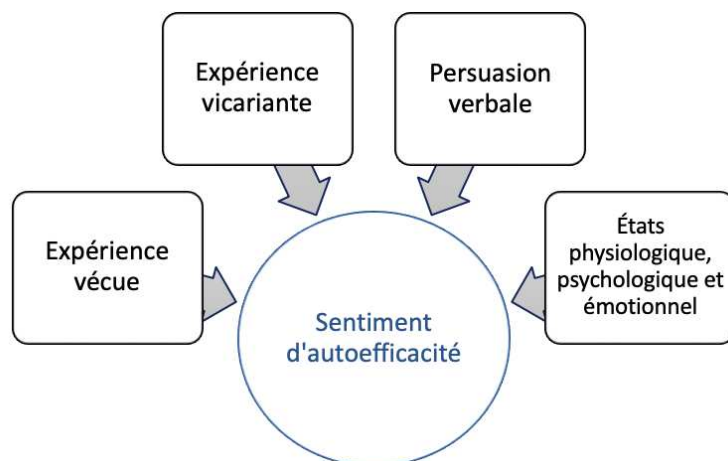 Expérience
vicariante
Persuasion
verbale
Expérience
vécue
États
physiologique,
psychologique et
émotionnel
Sentiment
d'autoefficacité